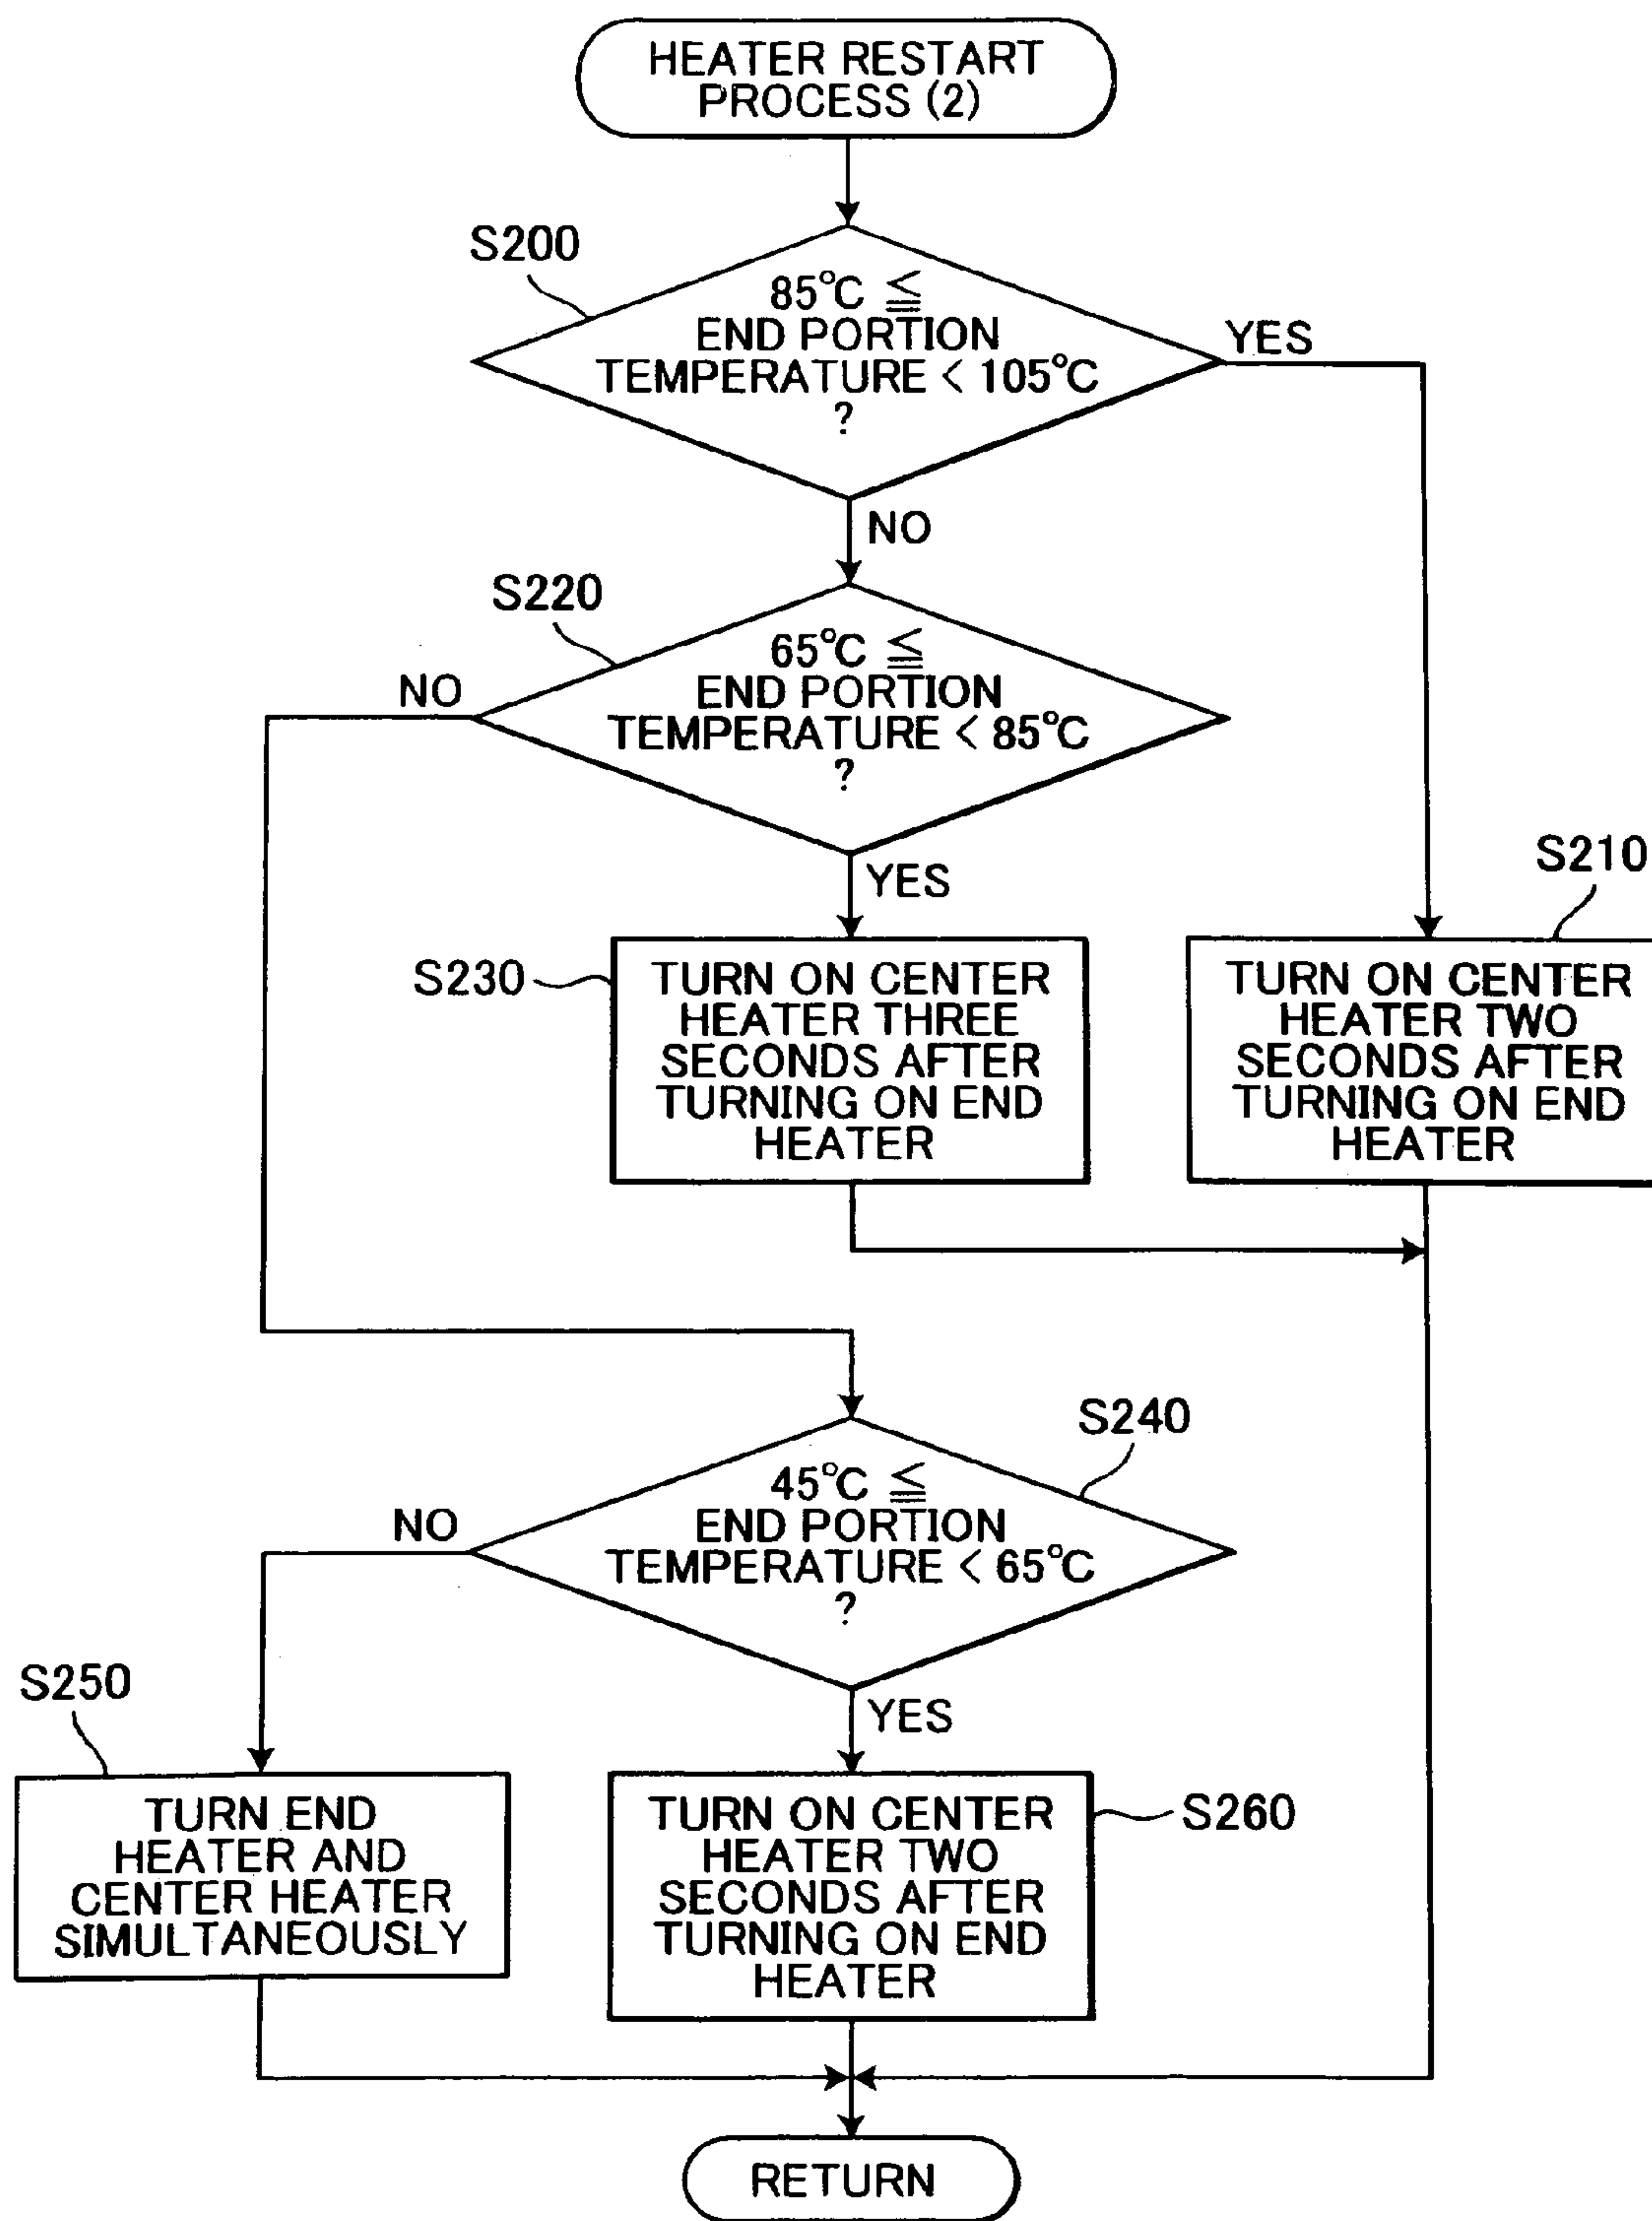 HEATER RESTART
PROCESS (2)
S200
85°C ≦
END PORTION
TEMPERATURE < 105°C
?
YES
NO
S220
65°C ≦
END PORTION
TEMPERATURE < 85°C
?
NO
YES
S230
TURN ON CENTER
HEATER THREE
SECONDS AFTER
TURNING ON END
HEATER
S210
TURN ON CENTER
HEATER TWO
SECONDS AFTER
TURNING ON END
HEATER
S240
45°C ≦
END PORTION
TEMPERATURE < 65°C
?
NO
YES
S250
TURN END
HEATER AND
CENTER HEATER
SIMULTANEOUSLY
S260
TURN ON CENTER
HEATER TWO
SECONDS AFTER
TURNING ON END
HEATER
RETURN